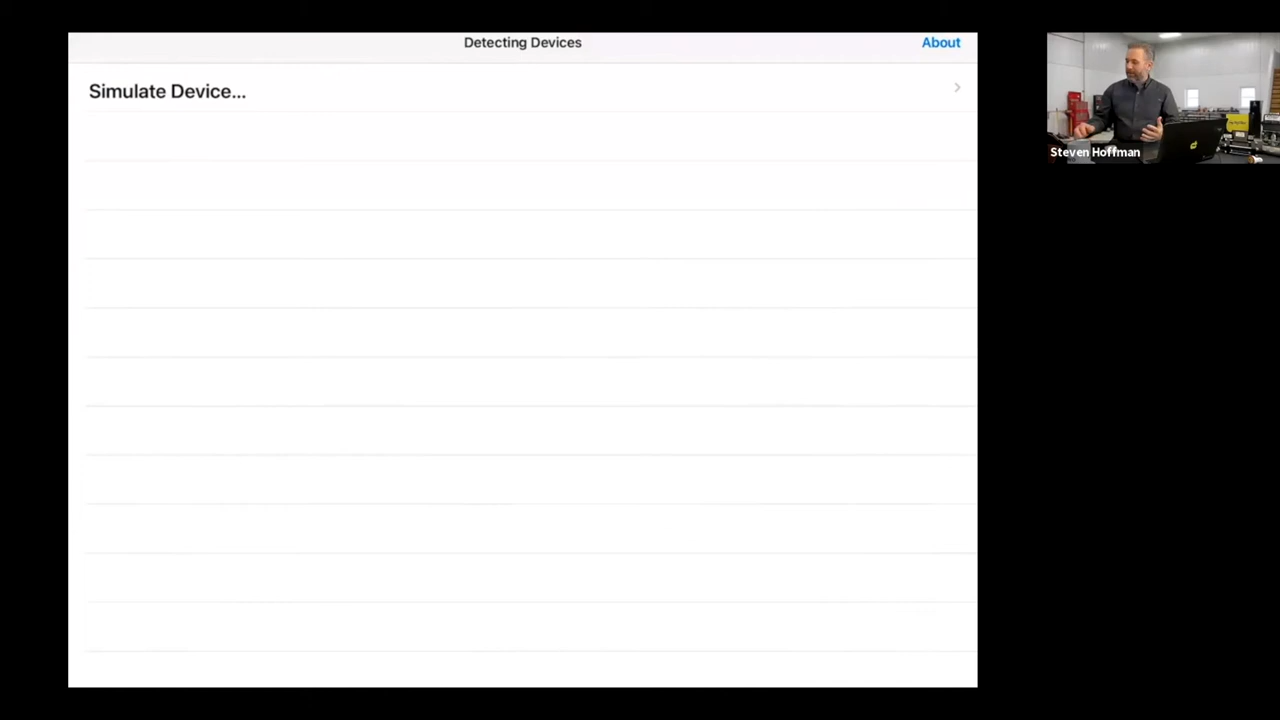 Detecting Devices
About
Simulate Device...
Steven Hoffman